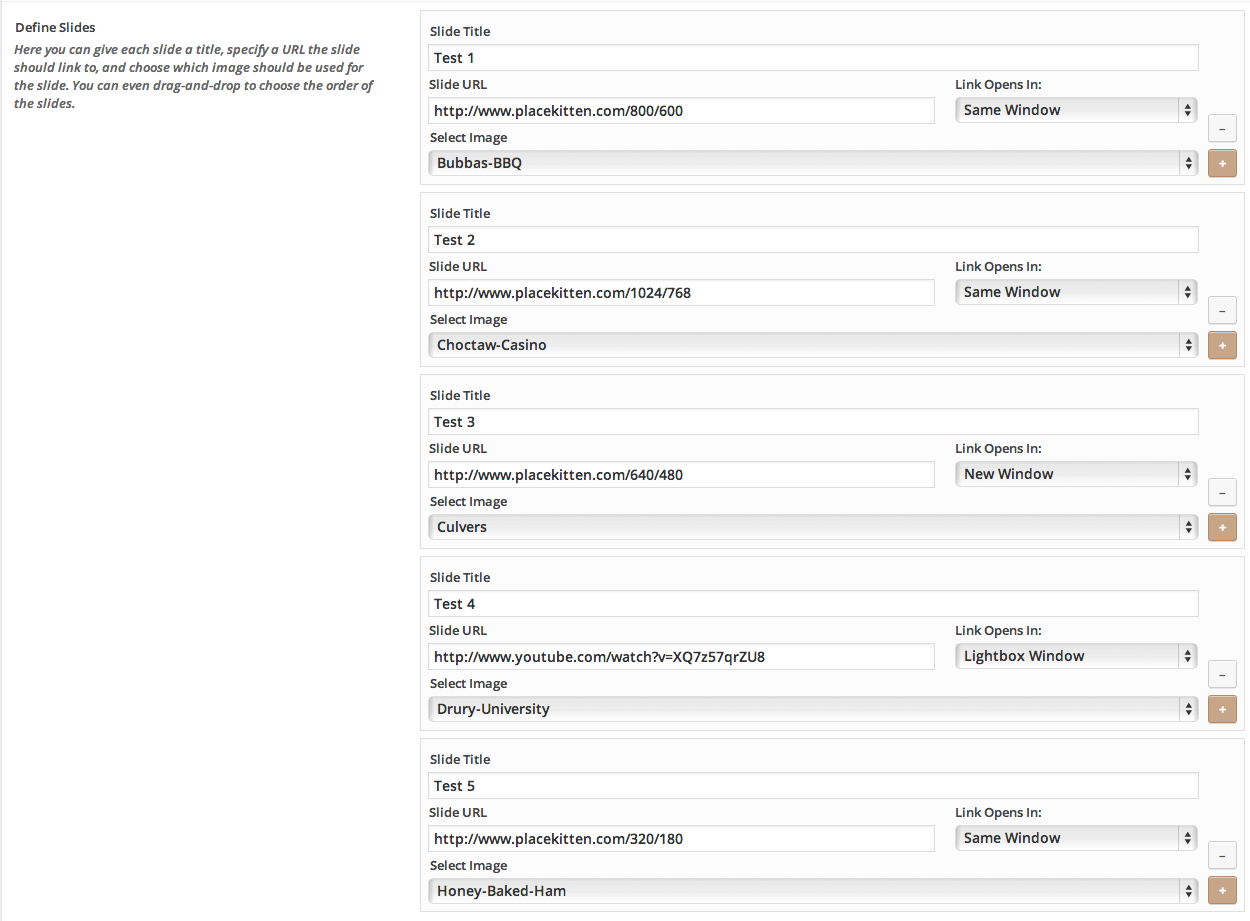 Define Slides
Here you can give each slide a title, specify a URL the slide
should link to, and choose which image should be used for
the slide. You can even drag-and-drop to choose the order of
the slides.
Slide Title
Test 1
Slide URL
Link Opens In:
http://www.placekitten.com/800/600
Same Window
–
Select Image
Bubbas-BBQ
+
Slide Title
Test 2
Slide URL
Link Opens In:
http://www.placekitten.com/1024/768
Same Window
–
Select Image
Choctaw-Casino
+
Slide Title
Test 3
Slide URL
Link Opens In:
http://www.placekitten.com/640/480
New Window
–
Select Image
Culvers
+
Slide Title
Test 4
Slide URL
Link Opens In:
http://www.youtube.com/watch?v=XQ7z57qrZU8
Lightbox Window
–
Select Image
Drury-University
+
Slide Title
Test 5
Slide URL
Link Opens In:
http://www.placekitten.com/320/180
Same Window
–
Select Image
Honey-Baked-Ham
+